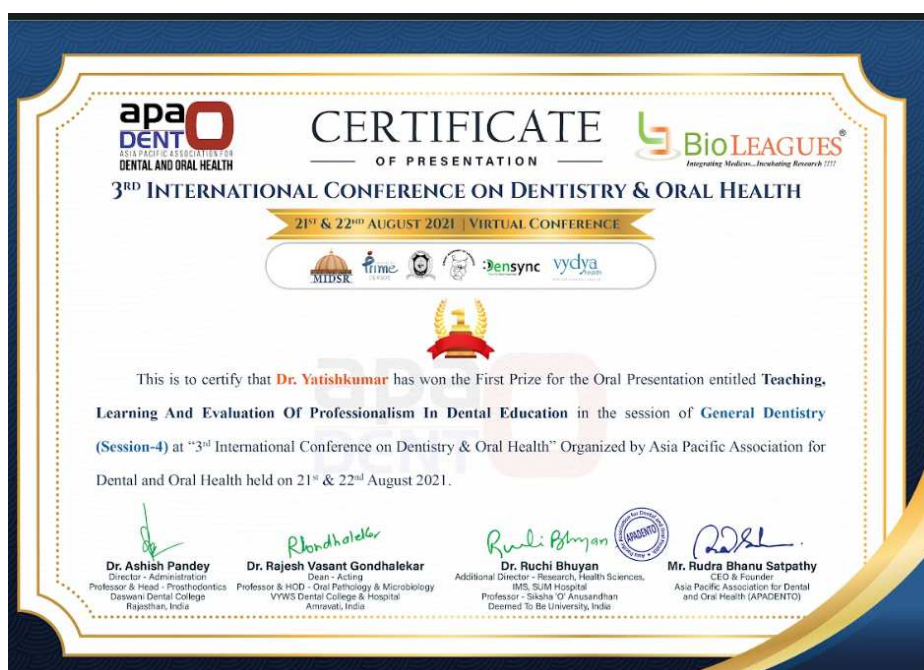 apaO
DENT
ASIA PACIFIC ASSOCIATION FOR
DENTAL AND ORAL HEALTH
CERTIFICATE
OF PRESENTATION
BioLEAGUES®
Integrating Medicos...Incubating Research !!!!
3RD INTERNATIONAL CONFERENCE ON DENTISTRY & ORAL HEALTH
21ST & 22ND AUGUST 2021 | VIRTUAL CONFERENCE
MIDSR
Prime
Densync
vydya
health
1
This is to certify that Dr. Yatishkumar has won the First Prize for the Oral Presentation entitled Teaching,
Learning And Evaluation Of Professionalism In Dental Education in the session of General Dentistry
(Session-4) at “3rd International Conference on Dentistry & Oral Health” Organized by Asia Pacific Association for
Dental and Oral Health held on 21st & 22nd August 2021.
APADENTO
Dr. Ashish Pandey
Director - Administration
Professor & Head - Prosthodontics
Daswani Dental College
Rajasthan, India
Dr. Rajesh Vasant Gondhalekar
Dean - Acting
Professor & HOD - Oral Pathology & Microbiology
VYWS Dental College & Hospital
Amravati, India
Dr. Ruchi Bhuyan
Additional Director - Research, Health Sciences,
IMS, SUM Hospital
Professor - Siksha 'O' Anusandhan
Deemed To Be University, India
Mr. Rudra Bhanu Satpathy
CEO & Founder
Asia Pacific Association for Dental
and Oral Health (APADENTO)